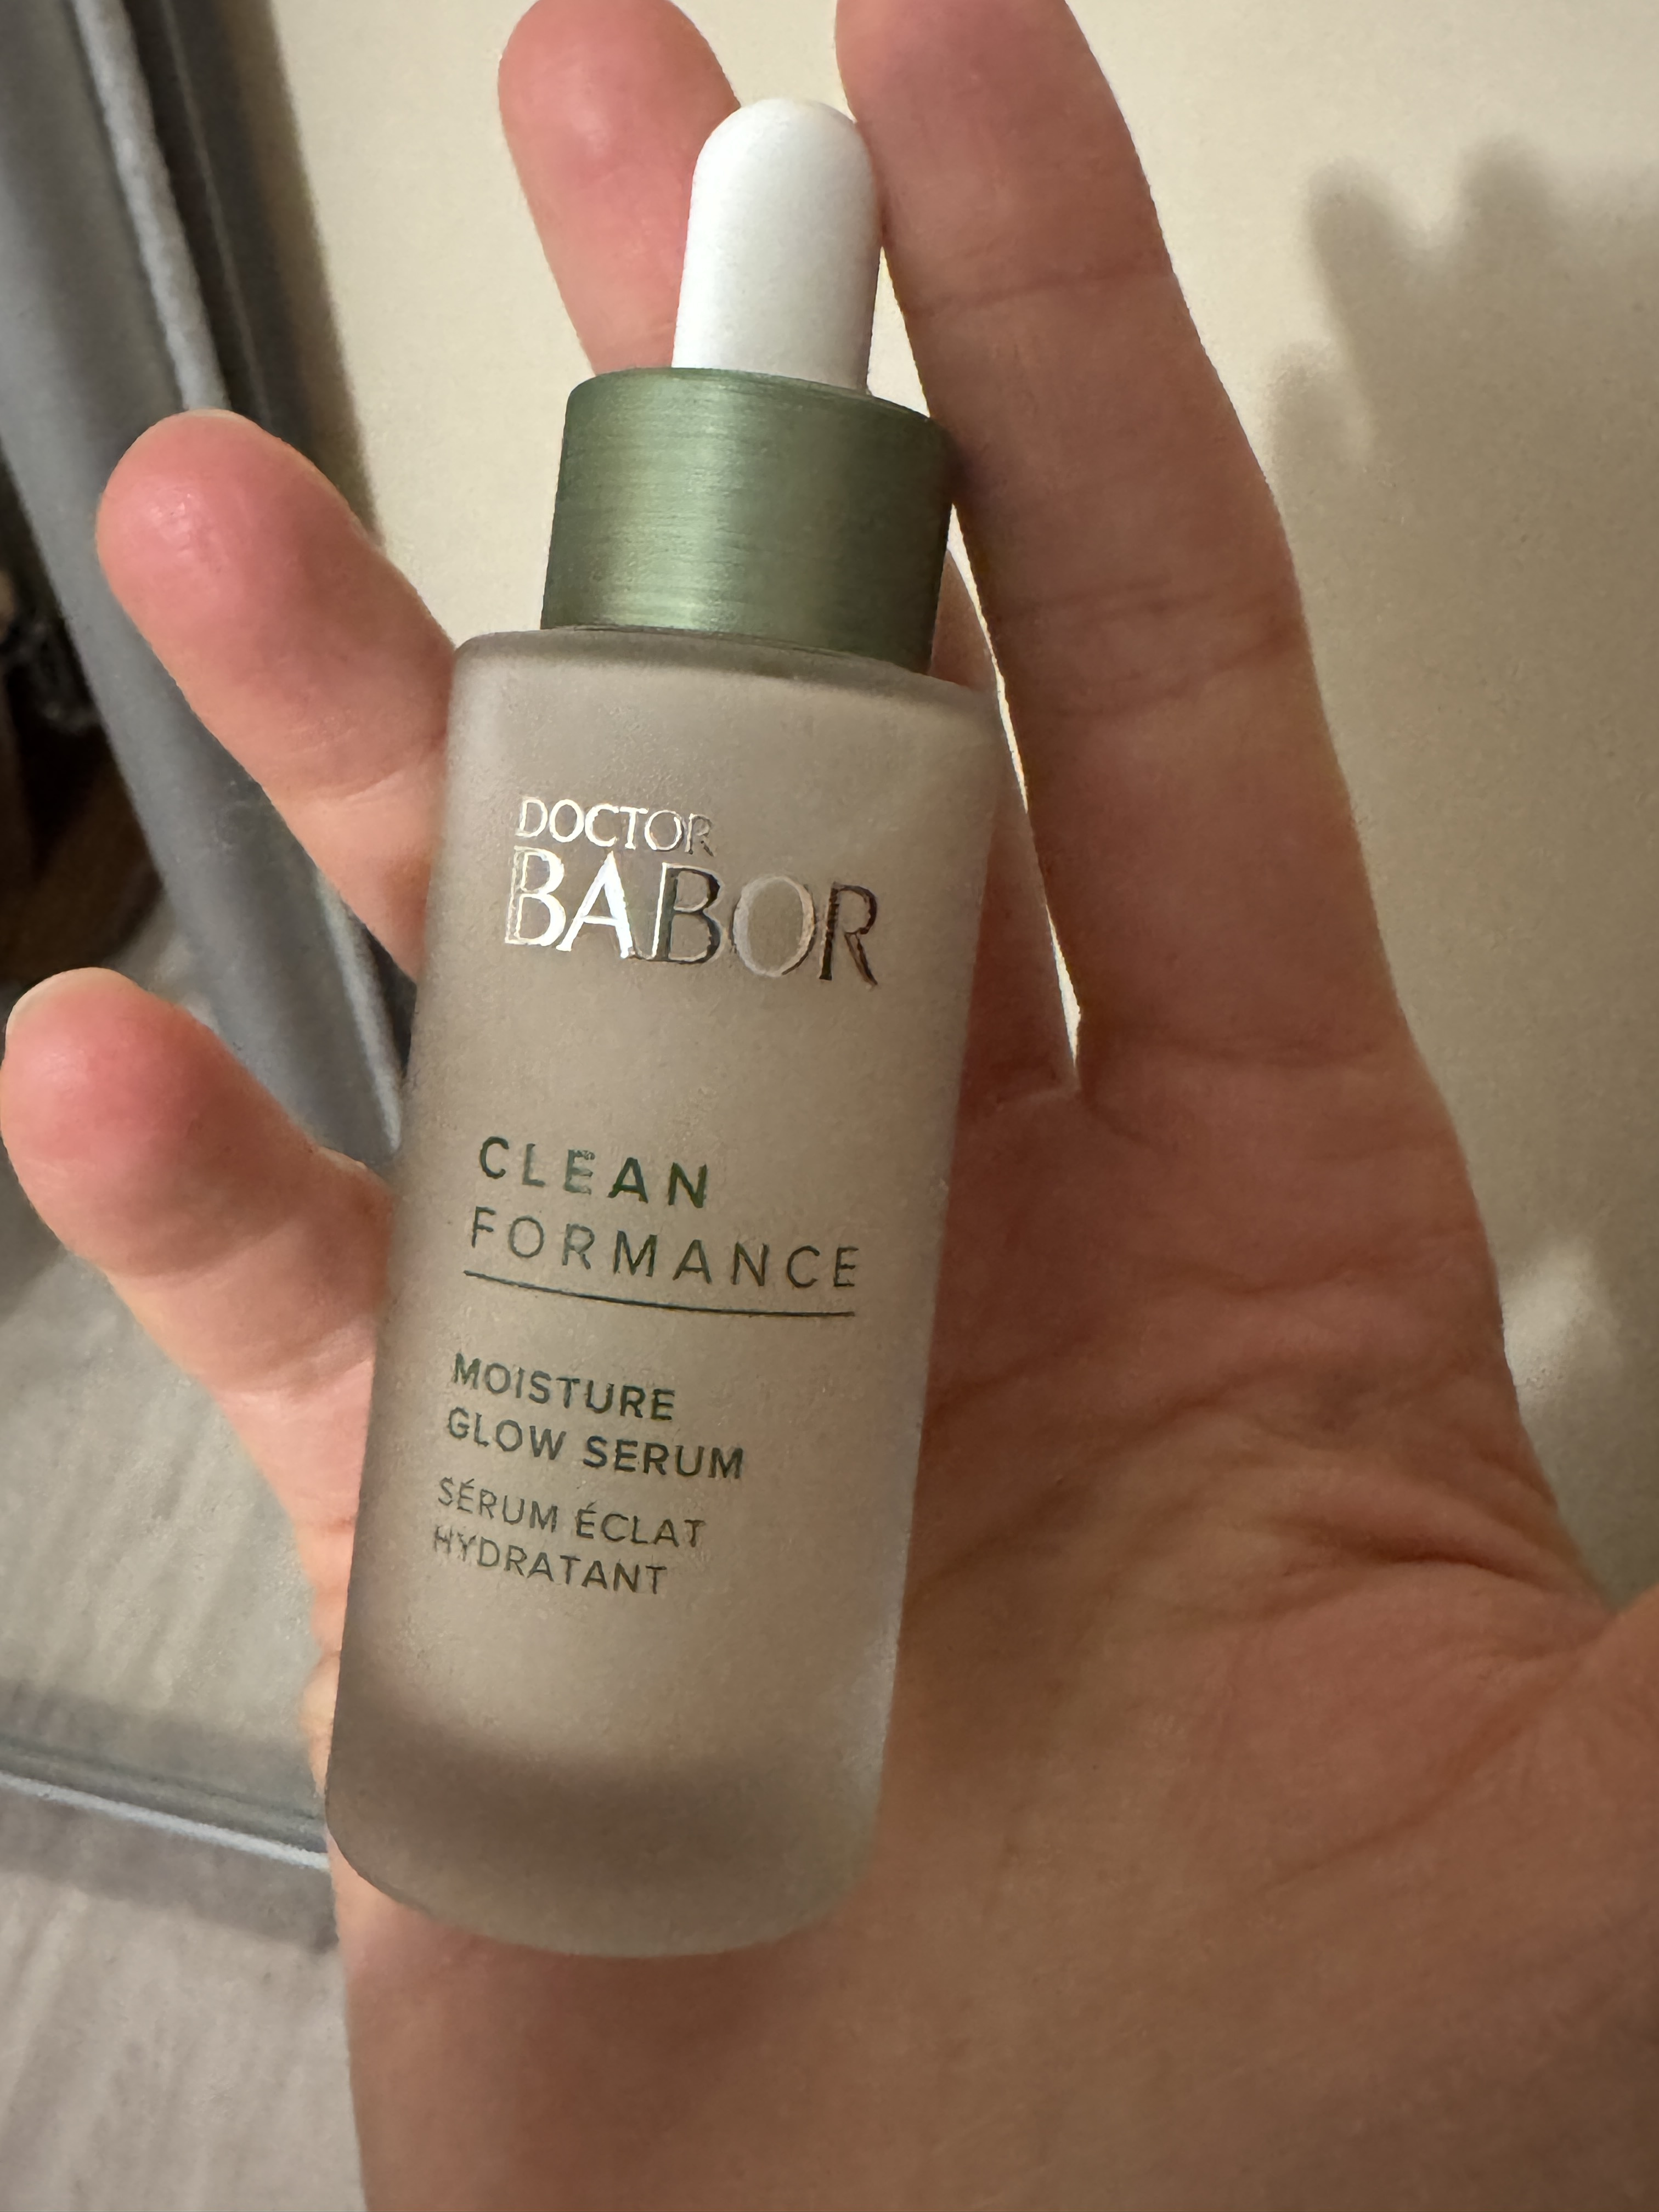 DOCTOR
BABOR
CLEAN
FORMANCE
MOISTURE
GLOW SERUM
SÉRUM ÉCLAT
HYDRATANT